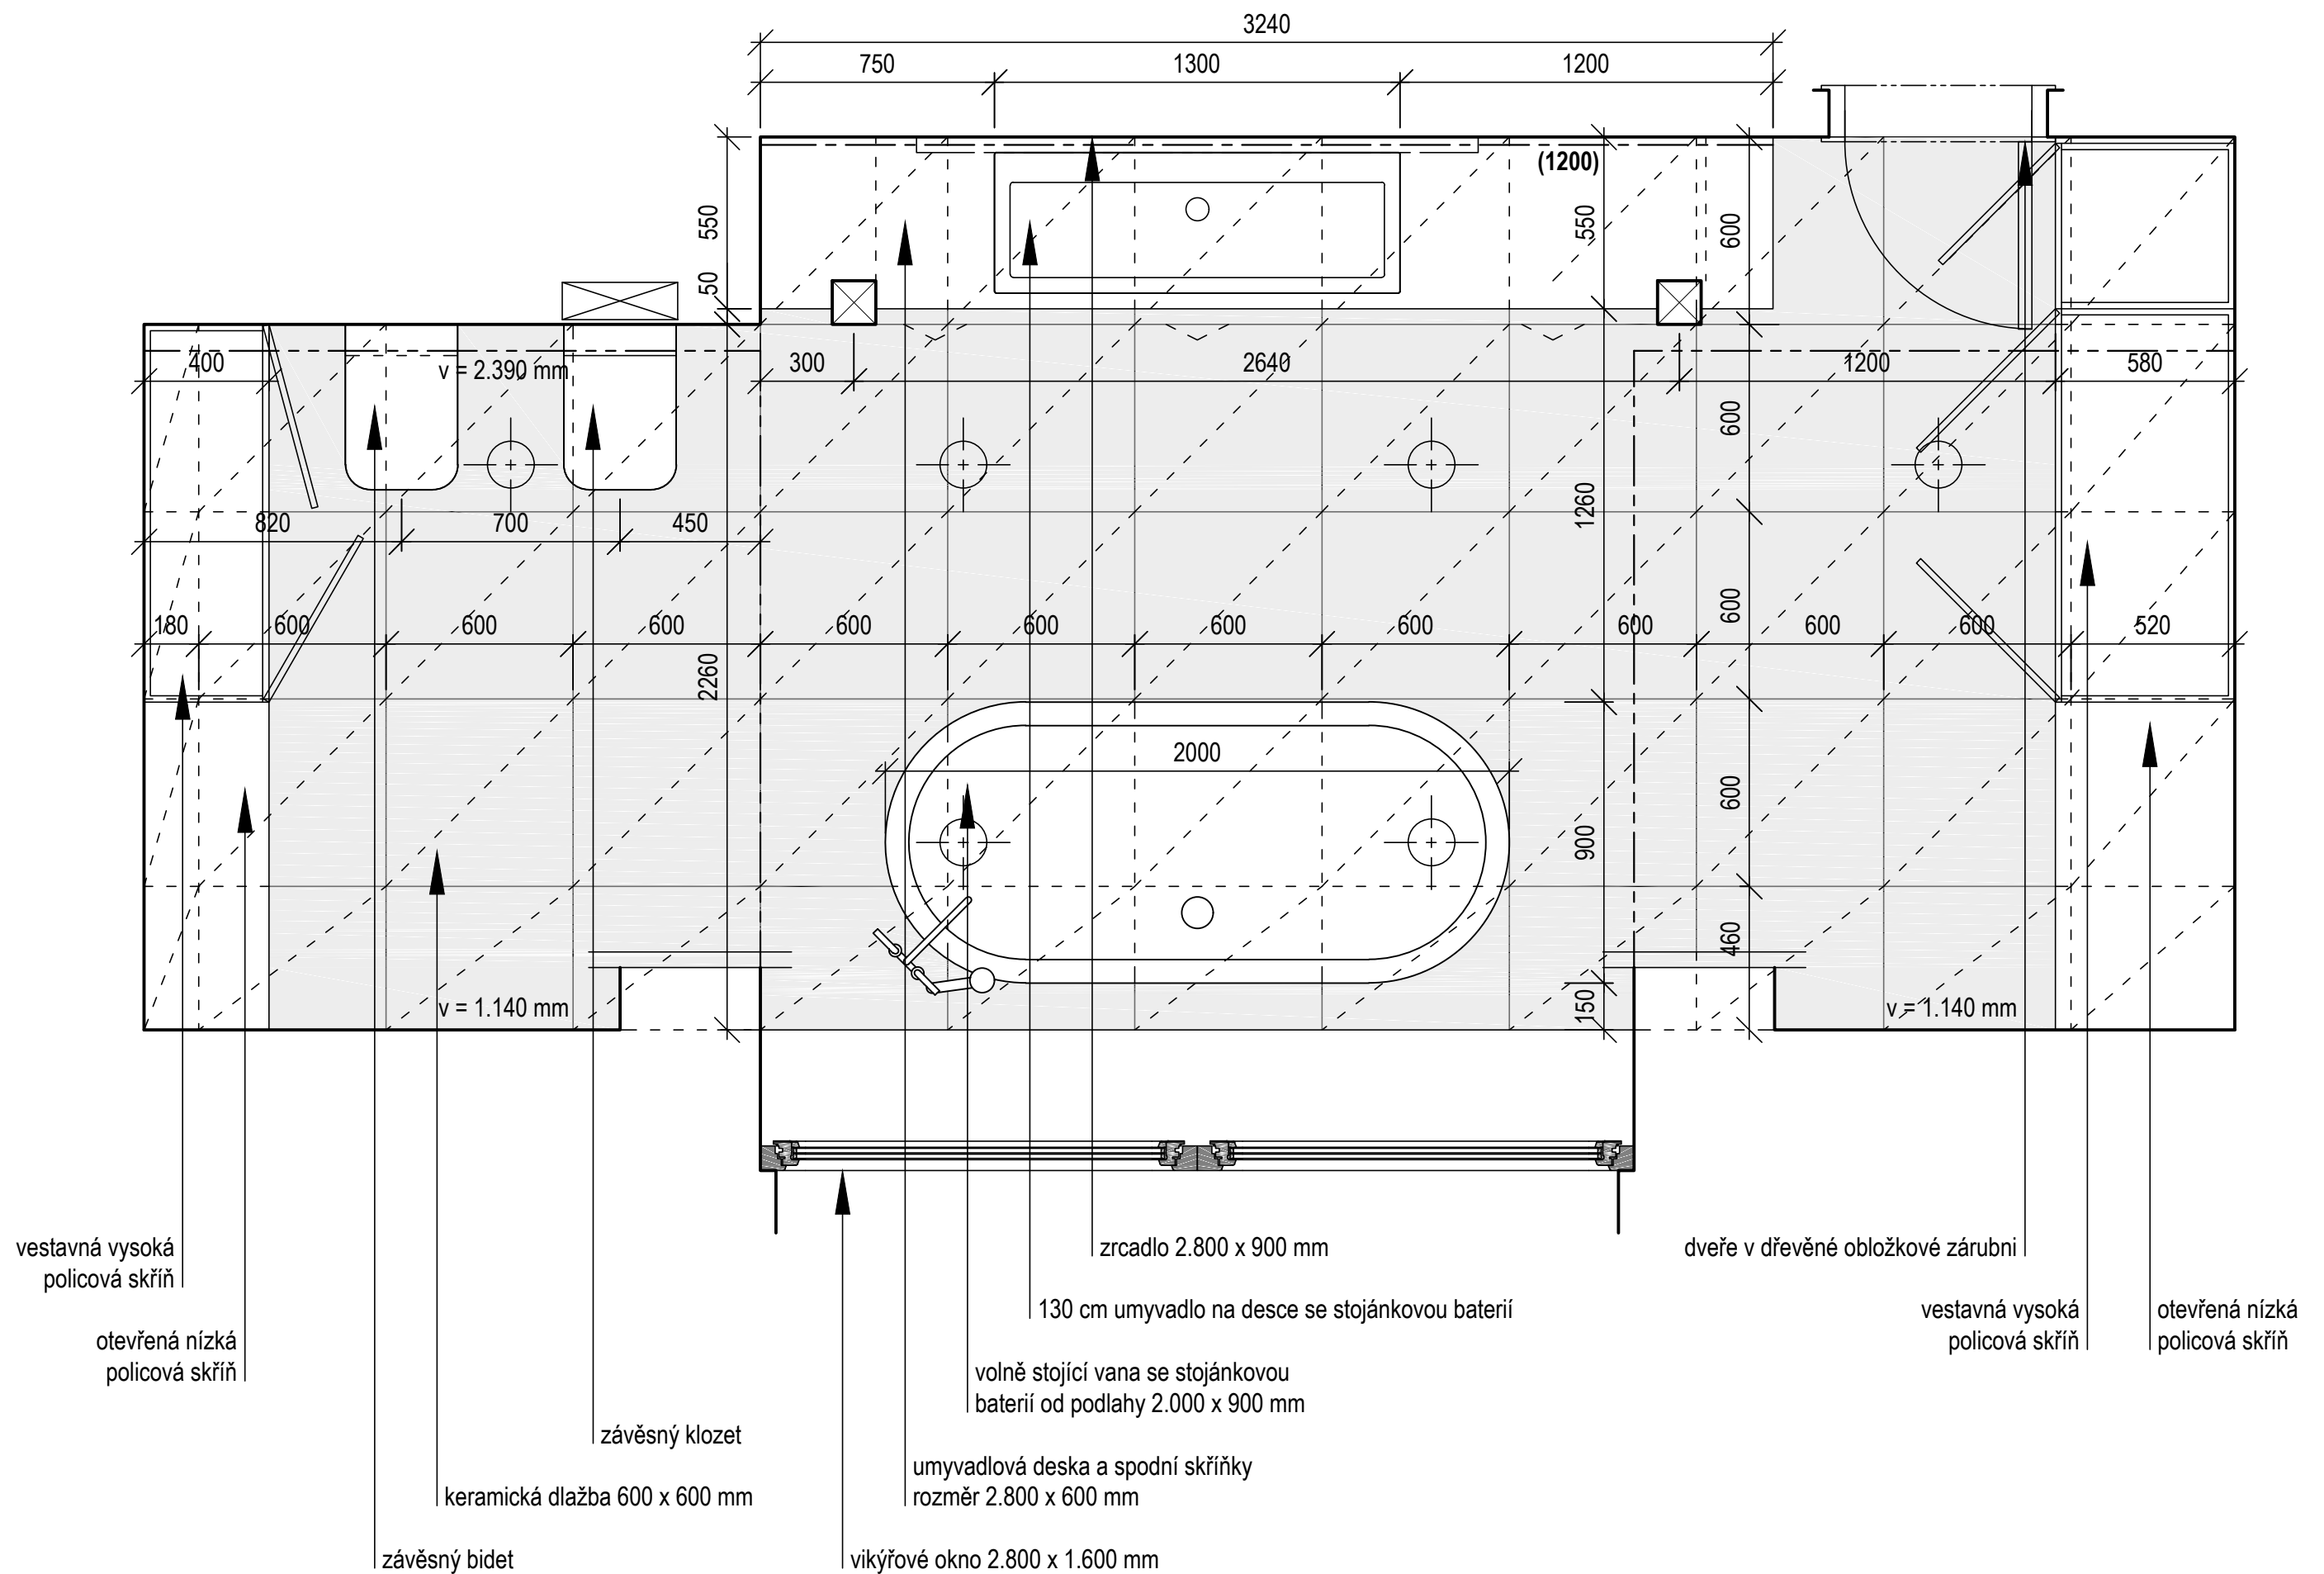 3240
750
1300
1200
(1200)
550
50
550
600
400
v = 2.390 mm
300
2640
1200
580
600
820
700
450
1260
180
600
600
600
600
600
600
600
600
600
600
520
600
2260
2000
600
900
460
150
v = 1.140 mm
v = 1.140 mm
vestavná vysoká
policová skříň
otevřená nízká
policová skříň
zrcadlo 2.800 x 900 mm
dveře v dřevěné obložkové zárubni
130 cm umyvadlo na desce se stojánkovou baterií
vestavná vysoká
policová skříň
otevřená nízká
policová skříň
volně stojící vana se stojánkovou
baterií od podlahy 2.000 x 900 mm
závěsný klozet
umyvadlová deska a spodní skříňky
rozměr 2.800 x 600 mm
keramická dlažba 600 x 600 mm
závěsný bidet
vikýřové okno 2.800 x 1.600 mm